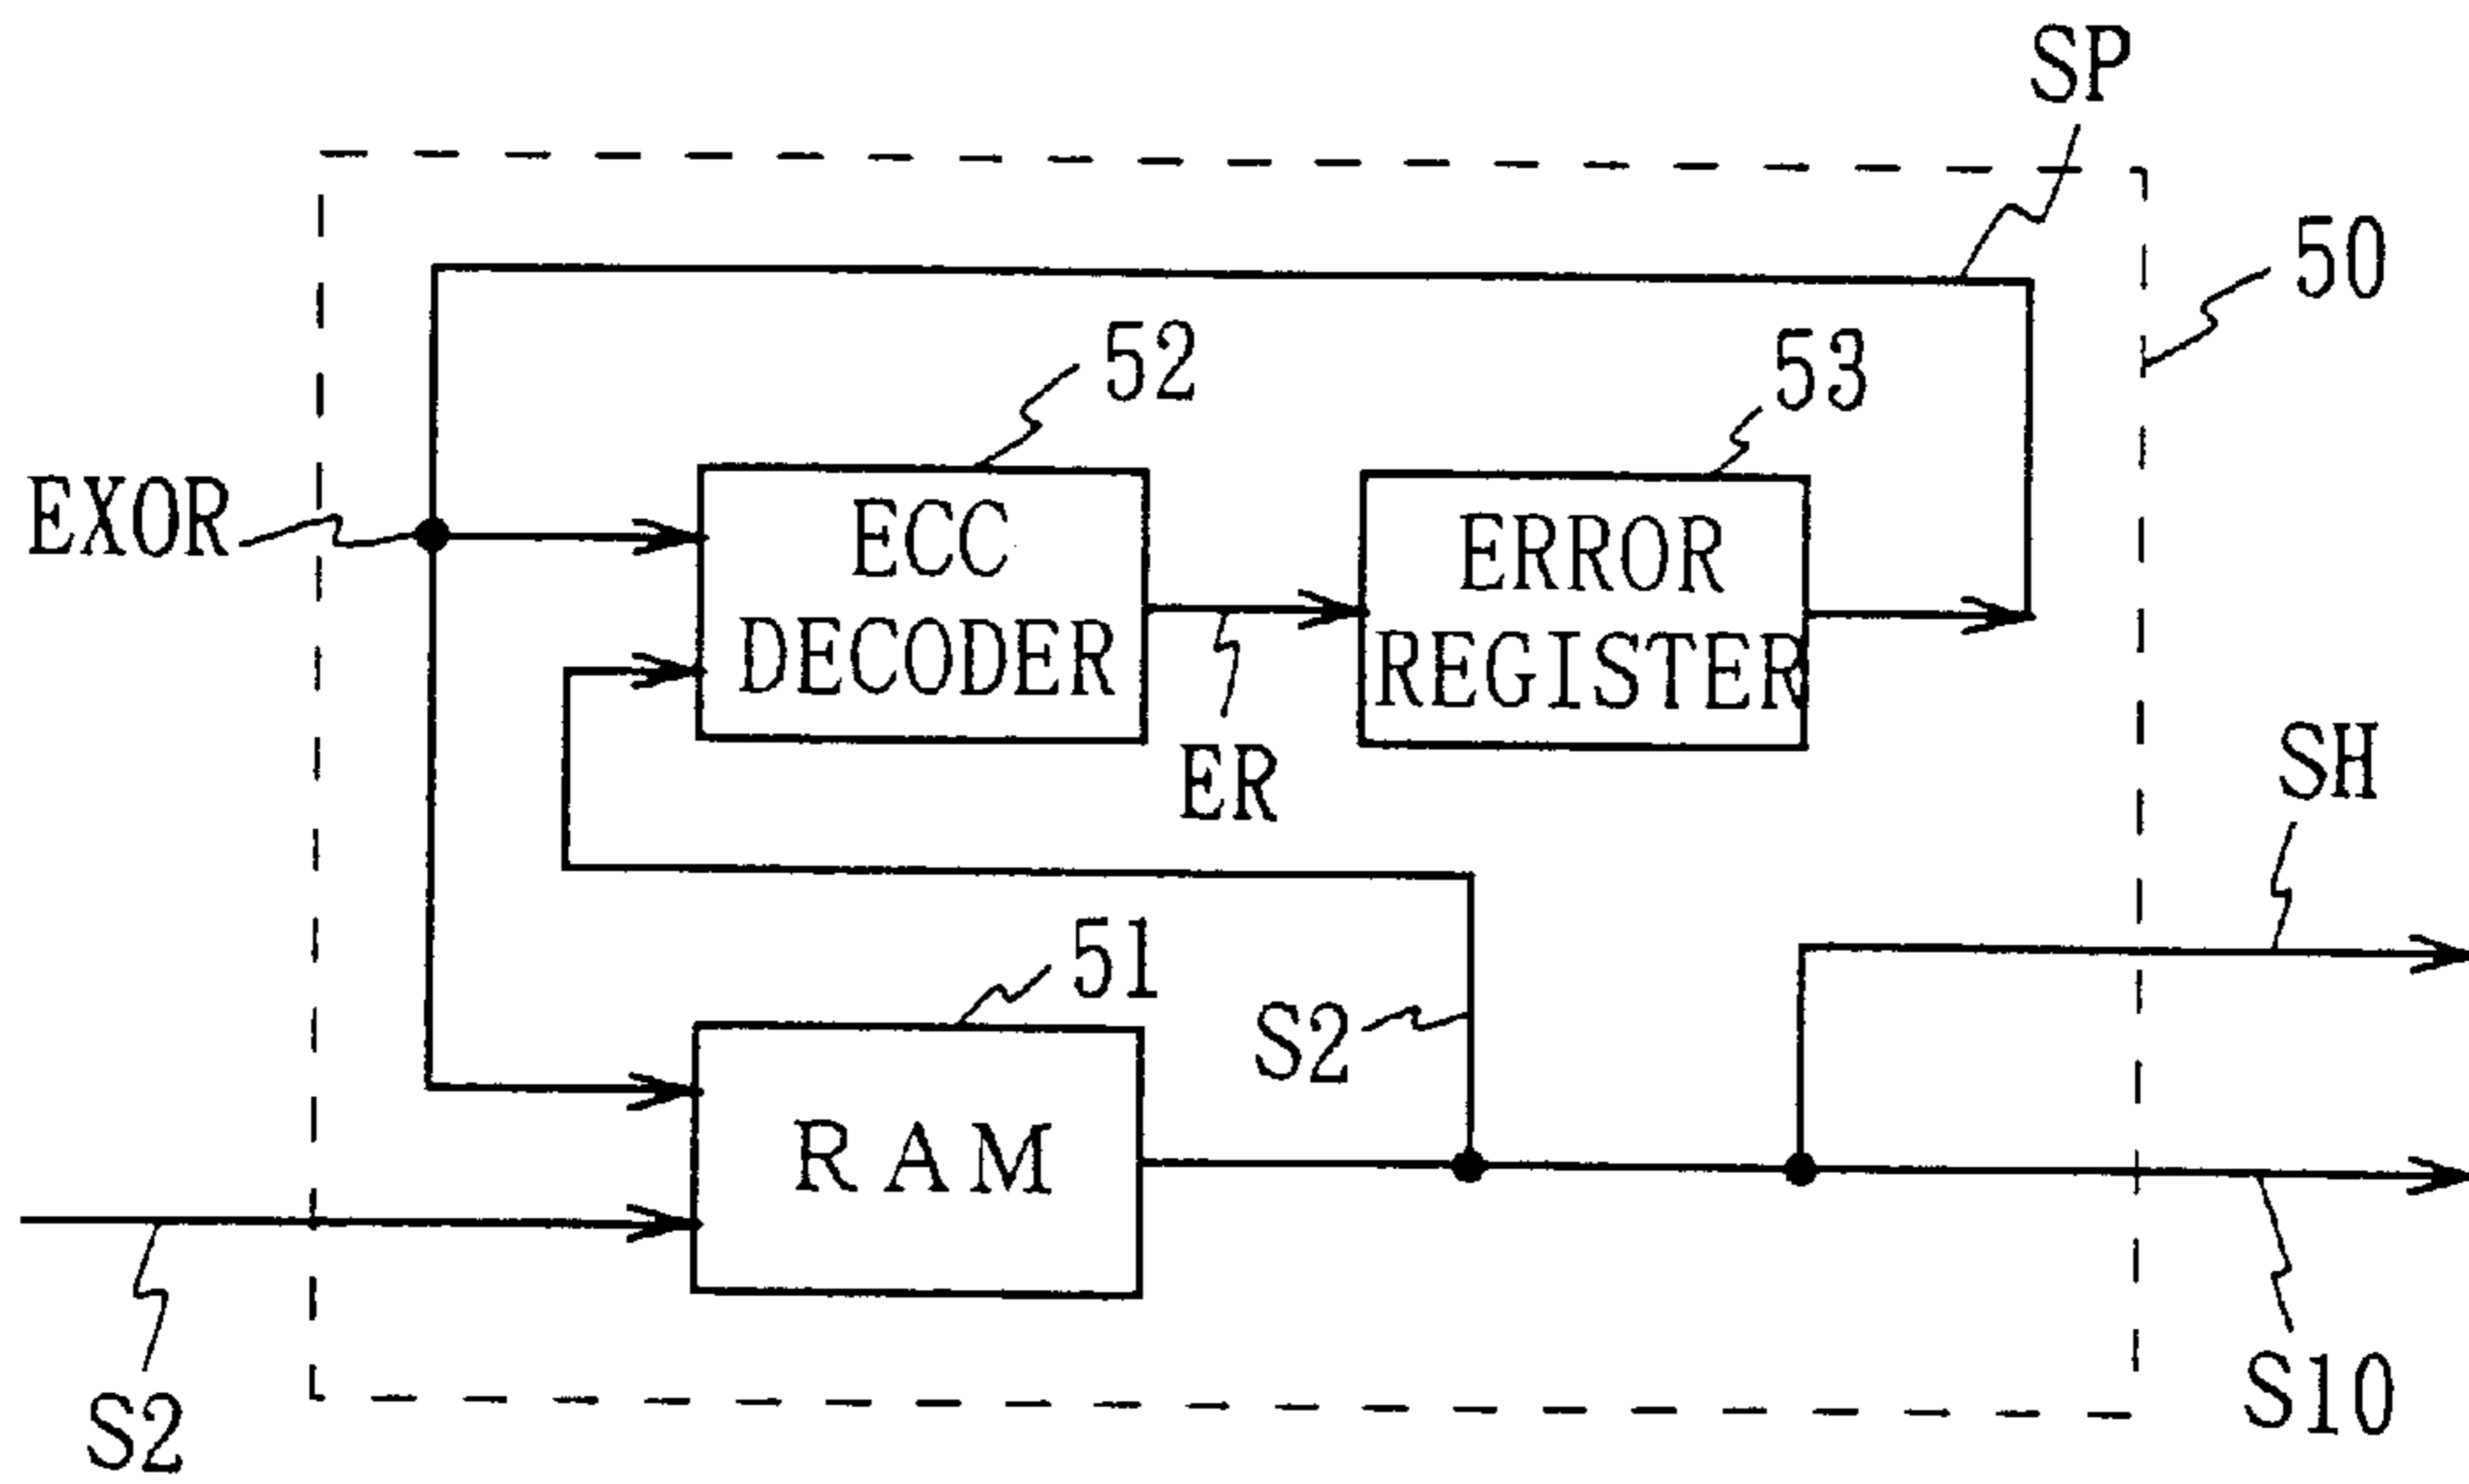 SP
50
52
53
EXOR
ECC
DECODER
ERROR
REGISTER
ER
SH
51
S2
RAM
S10
S2